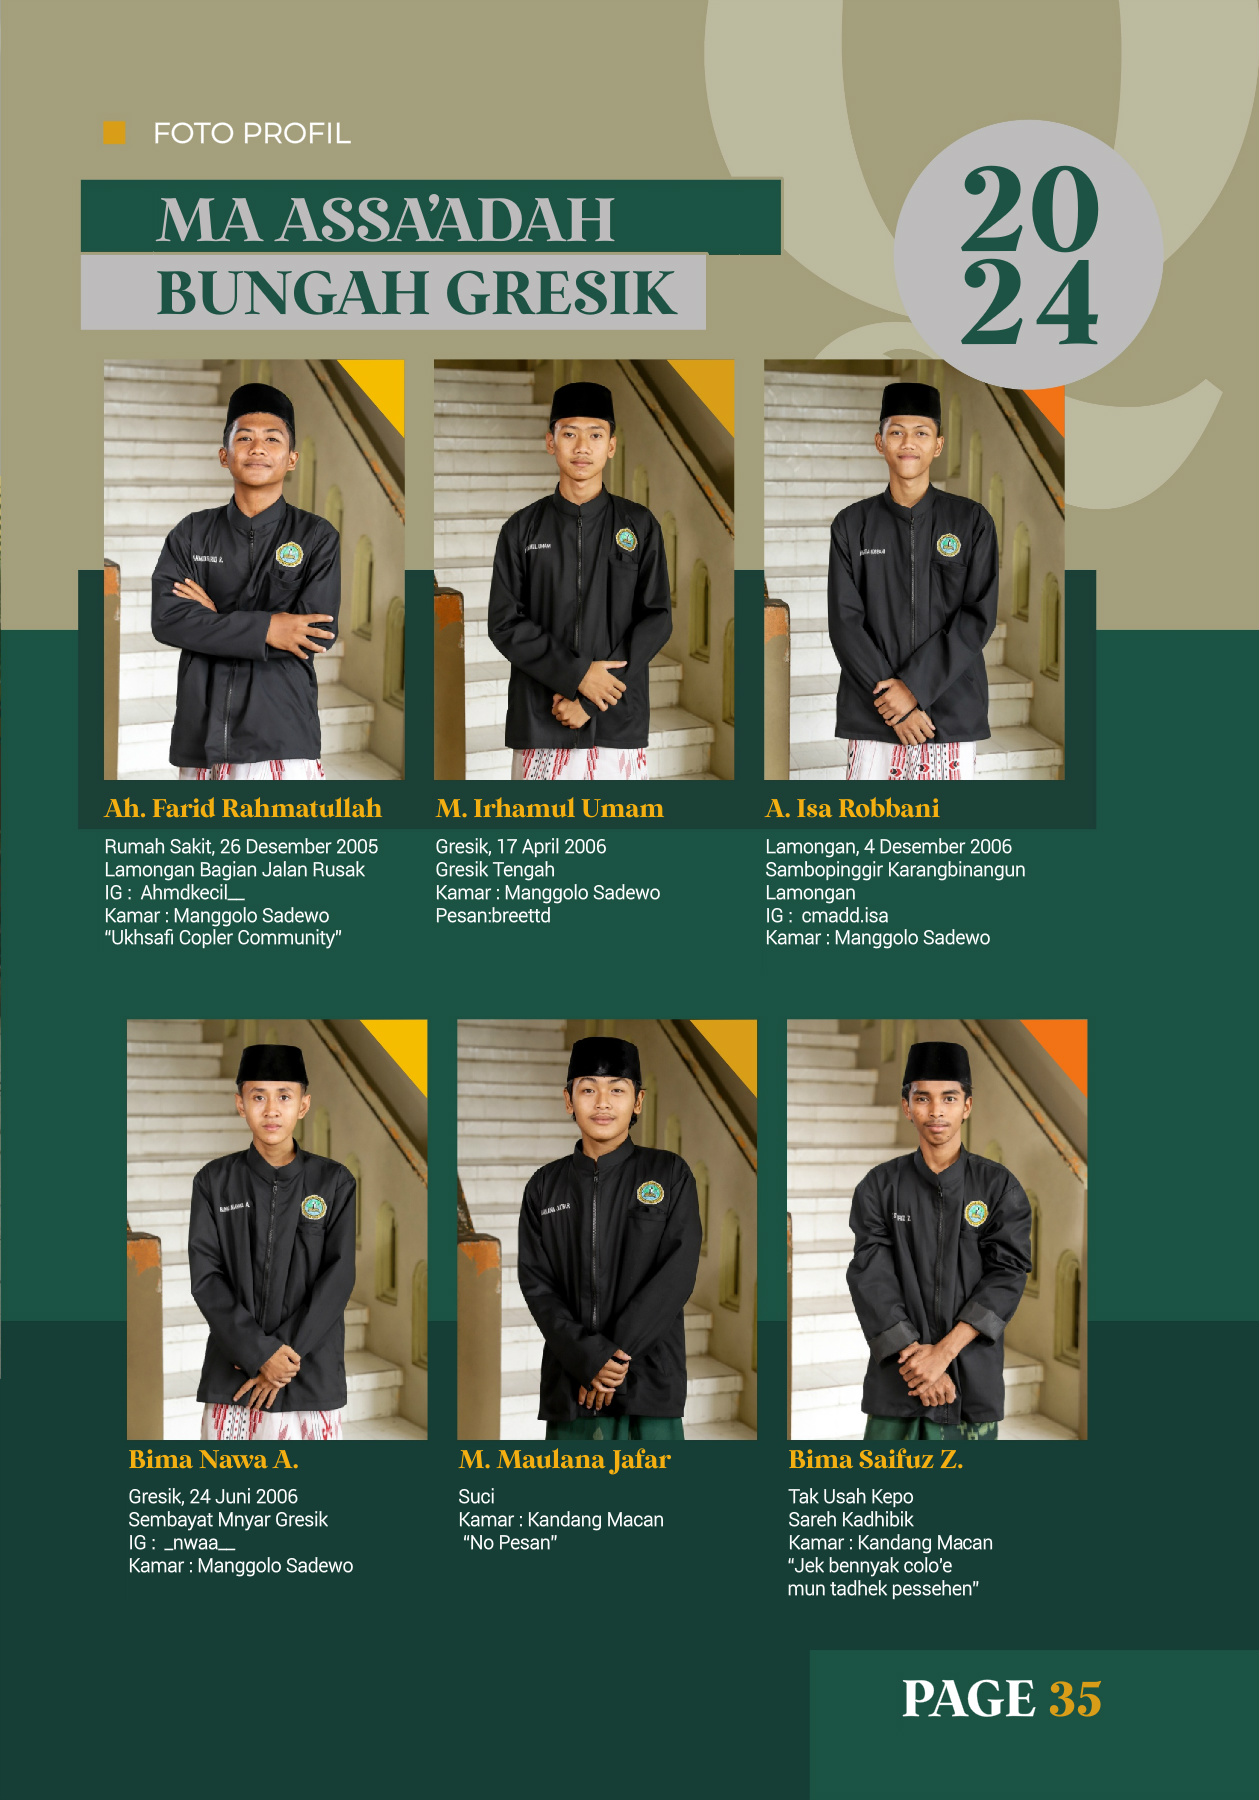 FOTO PROFIL
MA ASSA’ADAH
BUNGAH GRESIK
20
24
Ah. Farid Rahmatullah
Rumah Sakit, 26 Desember 2005
Lamongan Bagian Jalan Rusak
IG :  Ahmdkecil__
Kamar : Manggolo Sadewo
“Ukhsafi Copler Community”
M. Irhamul Umam
Gresik, 17 April 2006
Gresik Tengah
Kamar : Manggolo Sadewo
Pesan:breettd
A. Isa Robbani
Lamongan, 4 Desember 2006
Sambopinggir Karangbinangun
Lamongan
IG :  cmadd.isa
Kamar : Manggolo Sadewo
Bima Nawa A.
Gresik, 24 Juni 2006
Sembayat Mnyar Gresik
IG :  _nwaa__
Kamar : Manggolo Sadewo
M. Maulana Jafar
Suci
Kamar : Kandang Macan
“No Pesan”
Bima Saifuz Z.
Tak Usah Kepo
Sareh Kadhibik
Kamar : Kandang Macan
“Jek bennyak colo'e
mun tadhek pessehen”
PAGE 35